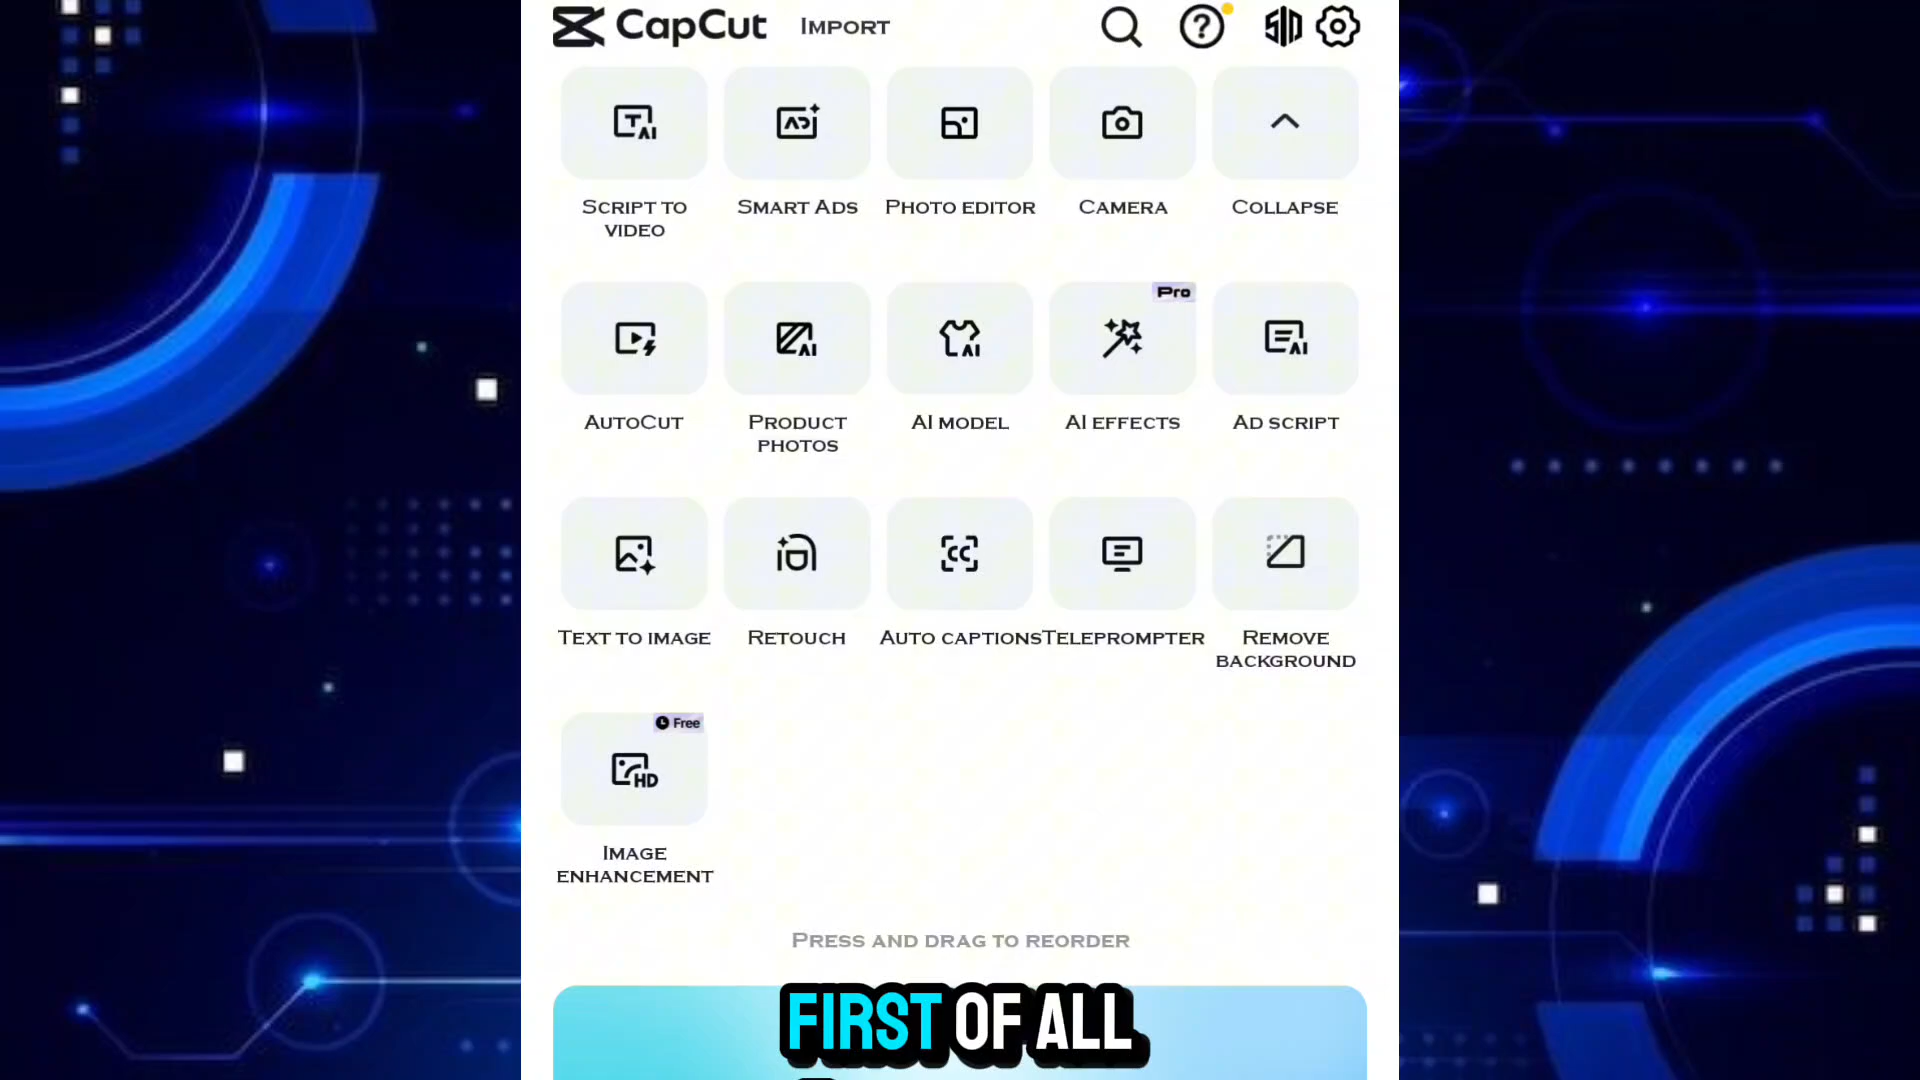 CapCut IMPORT
SCRIPT TO VIDEO
SMART ADS
PHOTO EDITOR
CAMERA
COLLAPSE
Pro
AUTOCUT
PRODUCT PHOTOS
AI MODEL
AI EFFECTS
AD SCRIPT
TEXT TO IMAGE
RETOUCH
AUTO CAPTIONS
TELEPROMPTER
REMOVE BACKGROUND
Free
HD
IMAGE ENHANCEMENT
PRESS AND DRAG TO REORDER
FIRST OF ALL